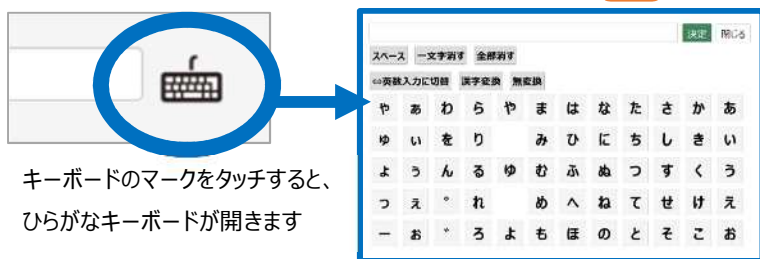 キーボードのマークをタッチすると、
ひらがなキーボードが開きます
決定 閉じる
スペース 一文字消す 全部消す
⇔英数入力に切替 漢字変換 無変換
ゃ ぁ わ ら や ま は な た さ か あ
ゅ ぃ を り み ひ に ち し き い
ょ ぅ ん る ゆ む ふ ぬ つ す く う
っ ぇ ° れ め へ ね て せ け え
ー ぉ ゛ ろ よ も ほ の と そ こ お